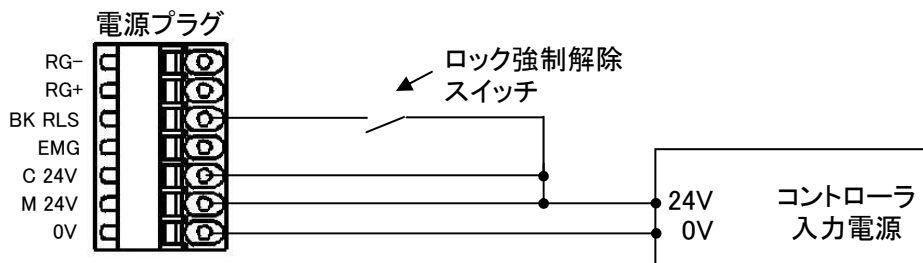 電源プラグ
RG-
RG+
BK RLS
EMG
C 24V
M 24V
0V
ロック強制解除
スイッチ
24V
0V
コントローラ
入力電源